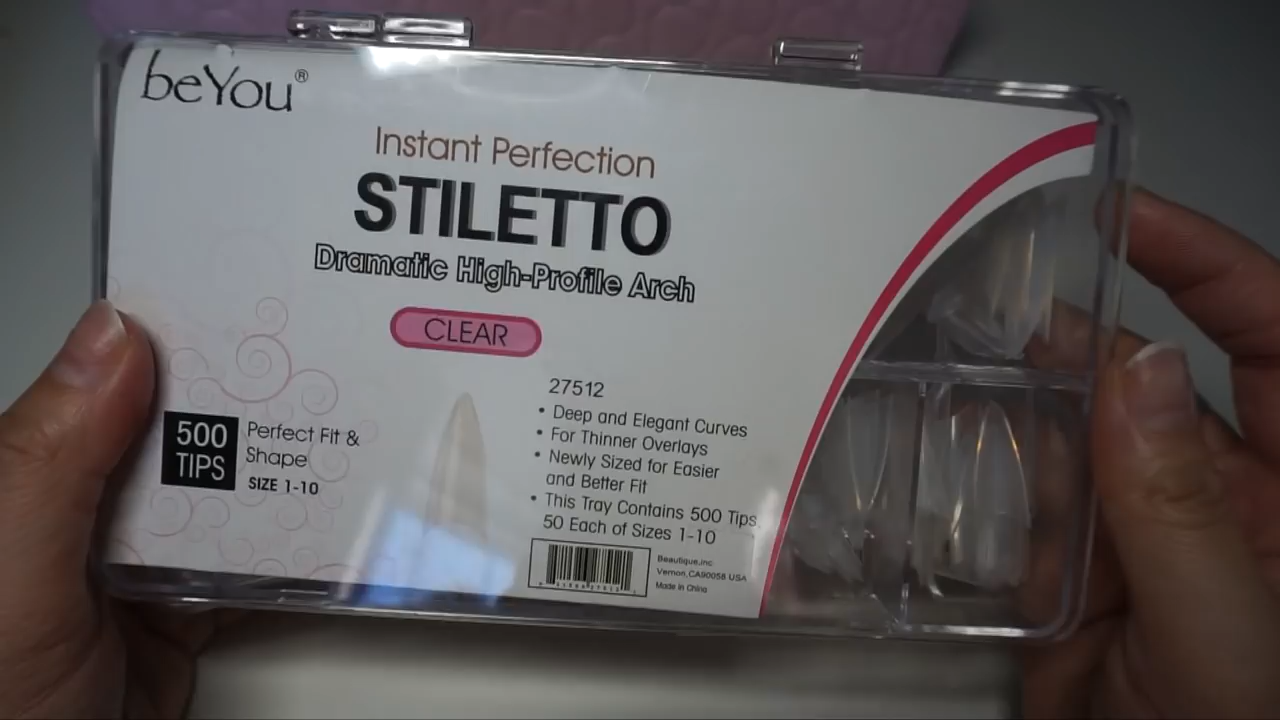 beYou®
Instant Perfection
STILETTO
Dramatic High-Profile Arch
CLEAR
500
TIPS
Perfect Fit &
Shape
SIZE 1-10
27512
• Deep and Elegant Curves
• For Thinner Overlays
• Newly Sized for Easier
and Better Fit
• This Tray Contains 500 Tips
50 Each of Sizes 1-10
Beautique,inc
Vernon,CA90058 USA
Made in China